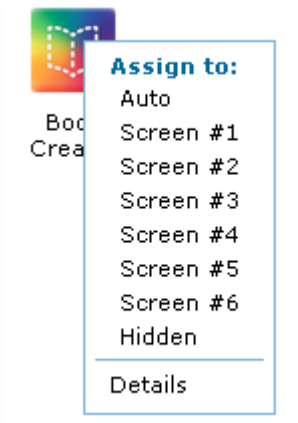 Assign to:
Auto
Screen #1
Screen #2
Screen #3
Screen #4
Screen #5
Screen #6
Hidden
Details